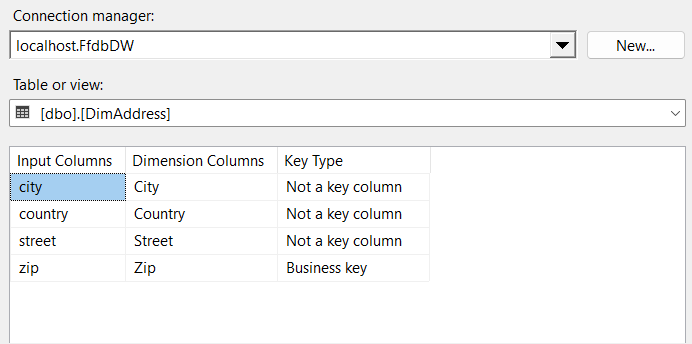 Connection manager:
localhost.FfdbDW New...
Table or view:
[dbo].[DimAddress]
Input Columns Dimension Columns Key Type
city City Not a key column
country Country Not a key column
street Street Not a key column
zip Zip Business key